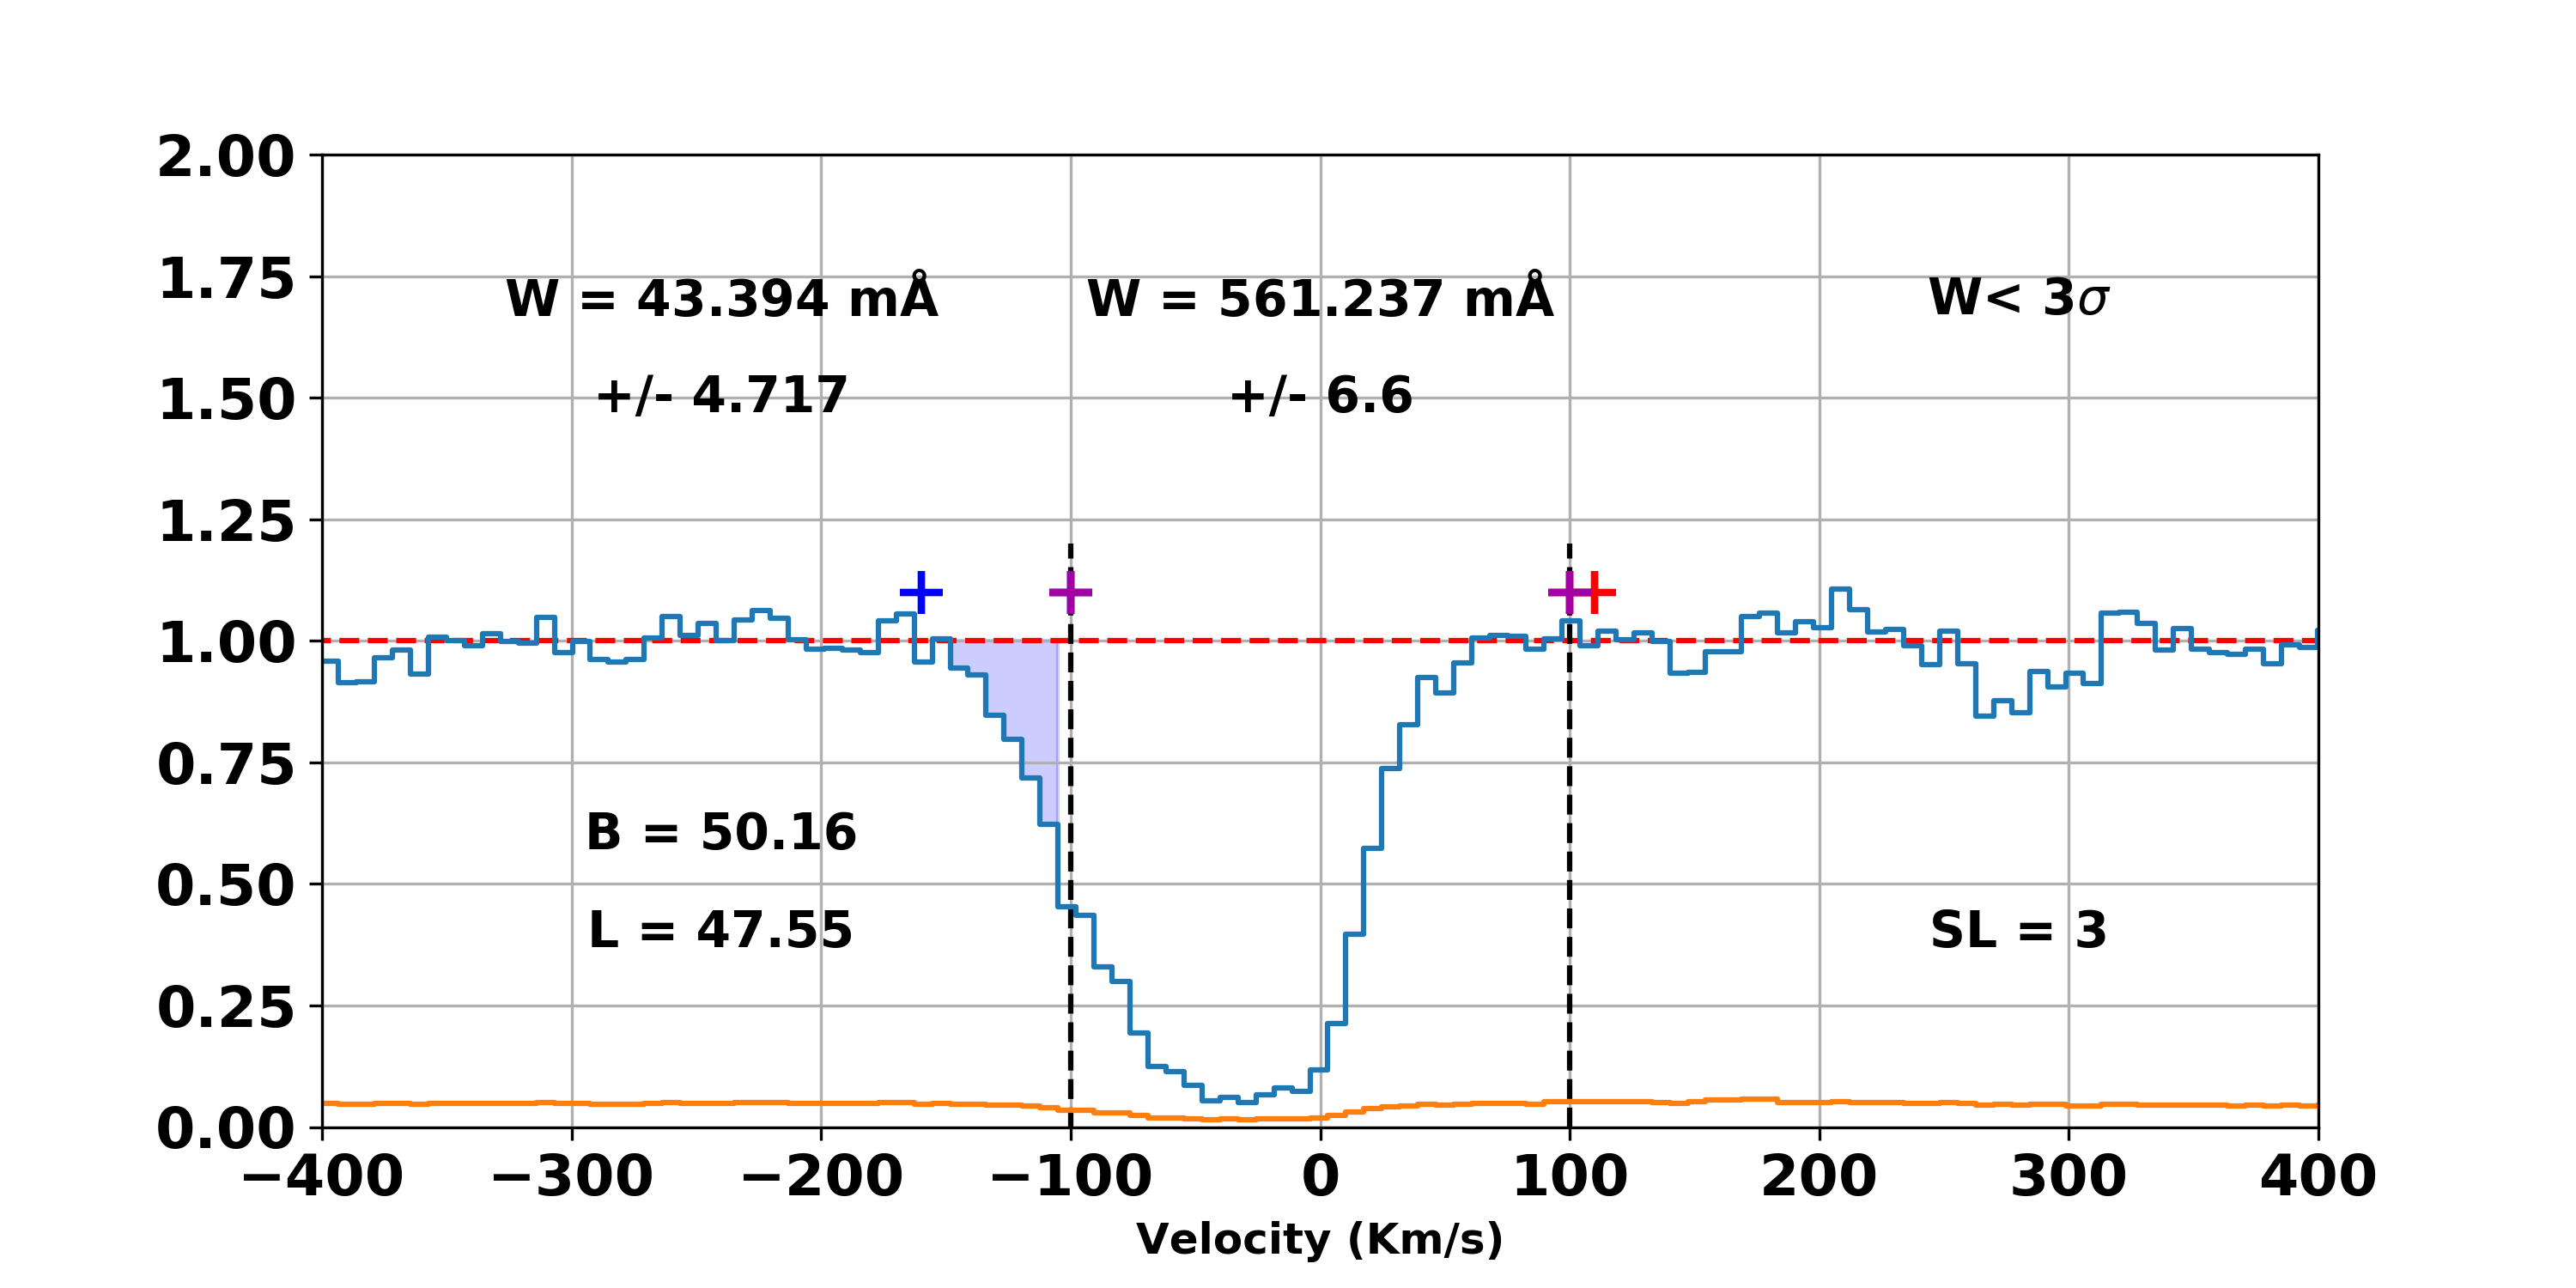 2.00
1.75
1.50
1.25
1.00
0.75
0.50
0.25
0.00
W = 43.394 mÅ
+/- 4.717
W = 561.237 mÅ
+/- 6.6
W< 3σ
B = 50.16
L = 47.55
SL = 3
−400 −300 −200 −100 0 100 200 300 400
Velocity (Km/s)